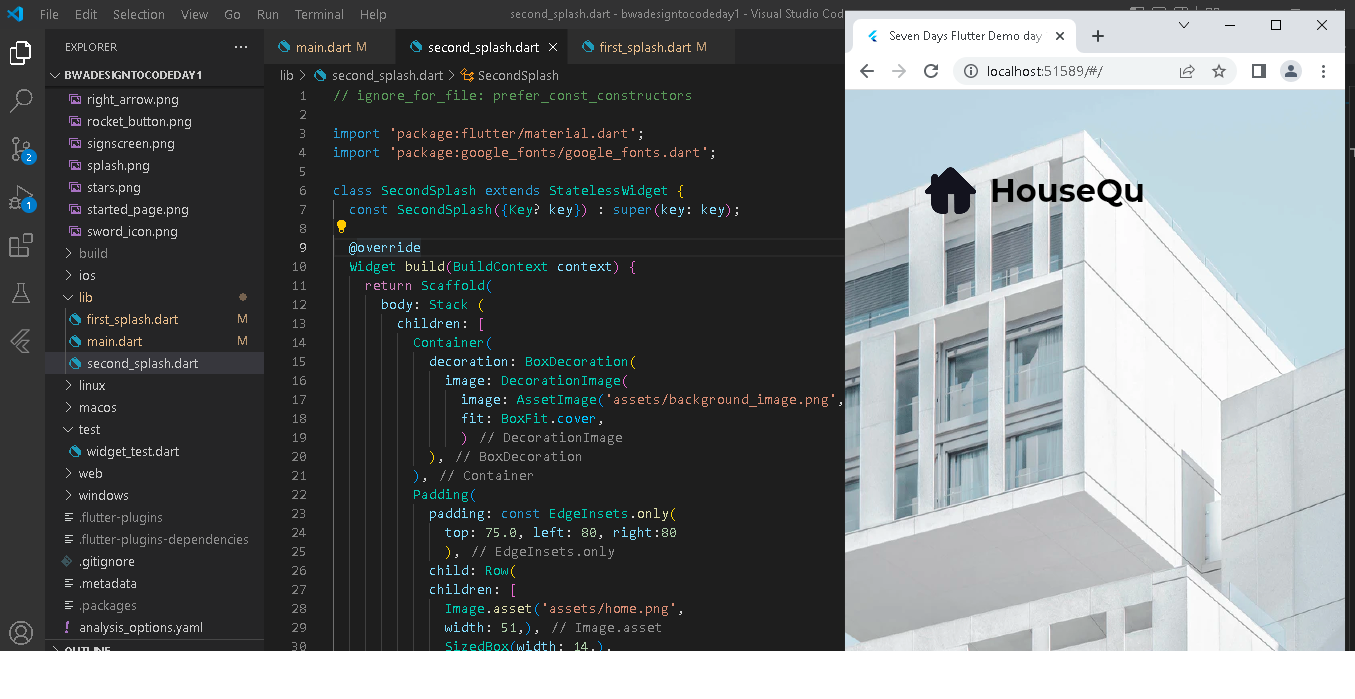 File Edit Selection View Go Run Terminal Help
second_splash.dart - bwadesigntocodeday1 - Visual Studio Cod
EXPLORER
BWADESIGNTOCODEDAY1
right_arrow.png
rocket_button.png
signscreen.png
splash.png
stars.png
started_page.png
sword_icon.png
build
ios
lib
first_splash.dart M
main.dart M
second_splash.dart
linux
macos
test
widget_test.dart
web
windows
.flutter-plugins
.flutter-plugins-dependencies
.gitignore
.metadata
.packages
! analysis_options.yaml
OUTLINE
2
1
main.dart M
second_splash.dart
first_splash.dart M
lib > second_splash.dart > SecondSplash
1 // ignore_for_file: prefer_const_constructors
2
3 import 'package:flutter/material.dart';
4 import 'package:google_fonts/google_fonts.dart';
5
6 class SecondSplash extends StatelessWidget {
7 const SecondSplash({Key? key}) : super(key: key);
8
9 @override
10 Widget build(BuildContext context) {
11 return Scaffold(
12 body: Stack (
13 children: [
14 Container(
15 decoration: BoxDecoration(
16 image: DecorationImage(
17 image: AssetImage('assets/background_image.png',
18 fit: BoxFit.cover,
19 ) // DecorationImage
20 ), // BoxDecoration
21 ), // Container
22 Padding(
23 padding: const EdgeInsets.only(
24 top: 75.0, left: 80, right:80
25 ), // EdgeInsets.only
26 child: Row(
27 children: [
28 Image.asset('assets/home.png',
29 width: 51,), // Image.asset
30 SizedBox(width: 14,),
Seven Days Flutter Demo day
localhost:51589/#/
HouseQu